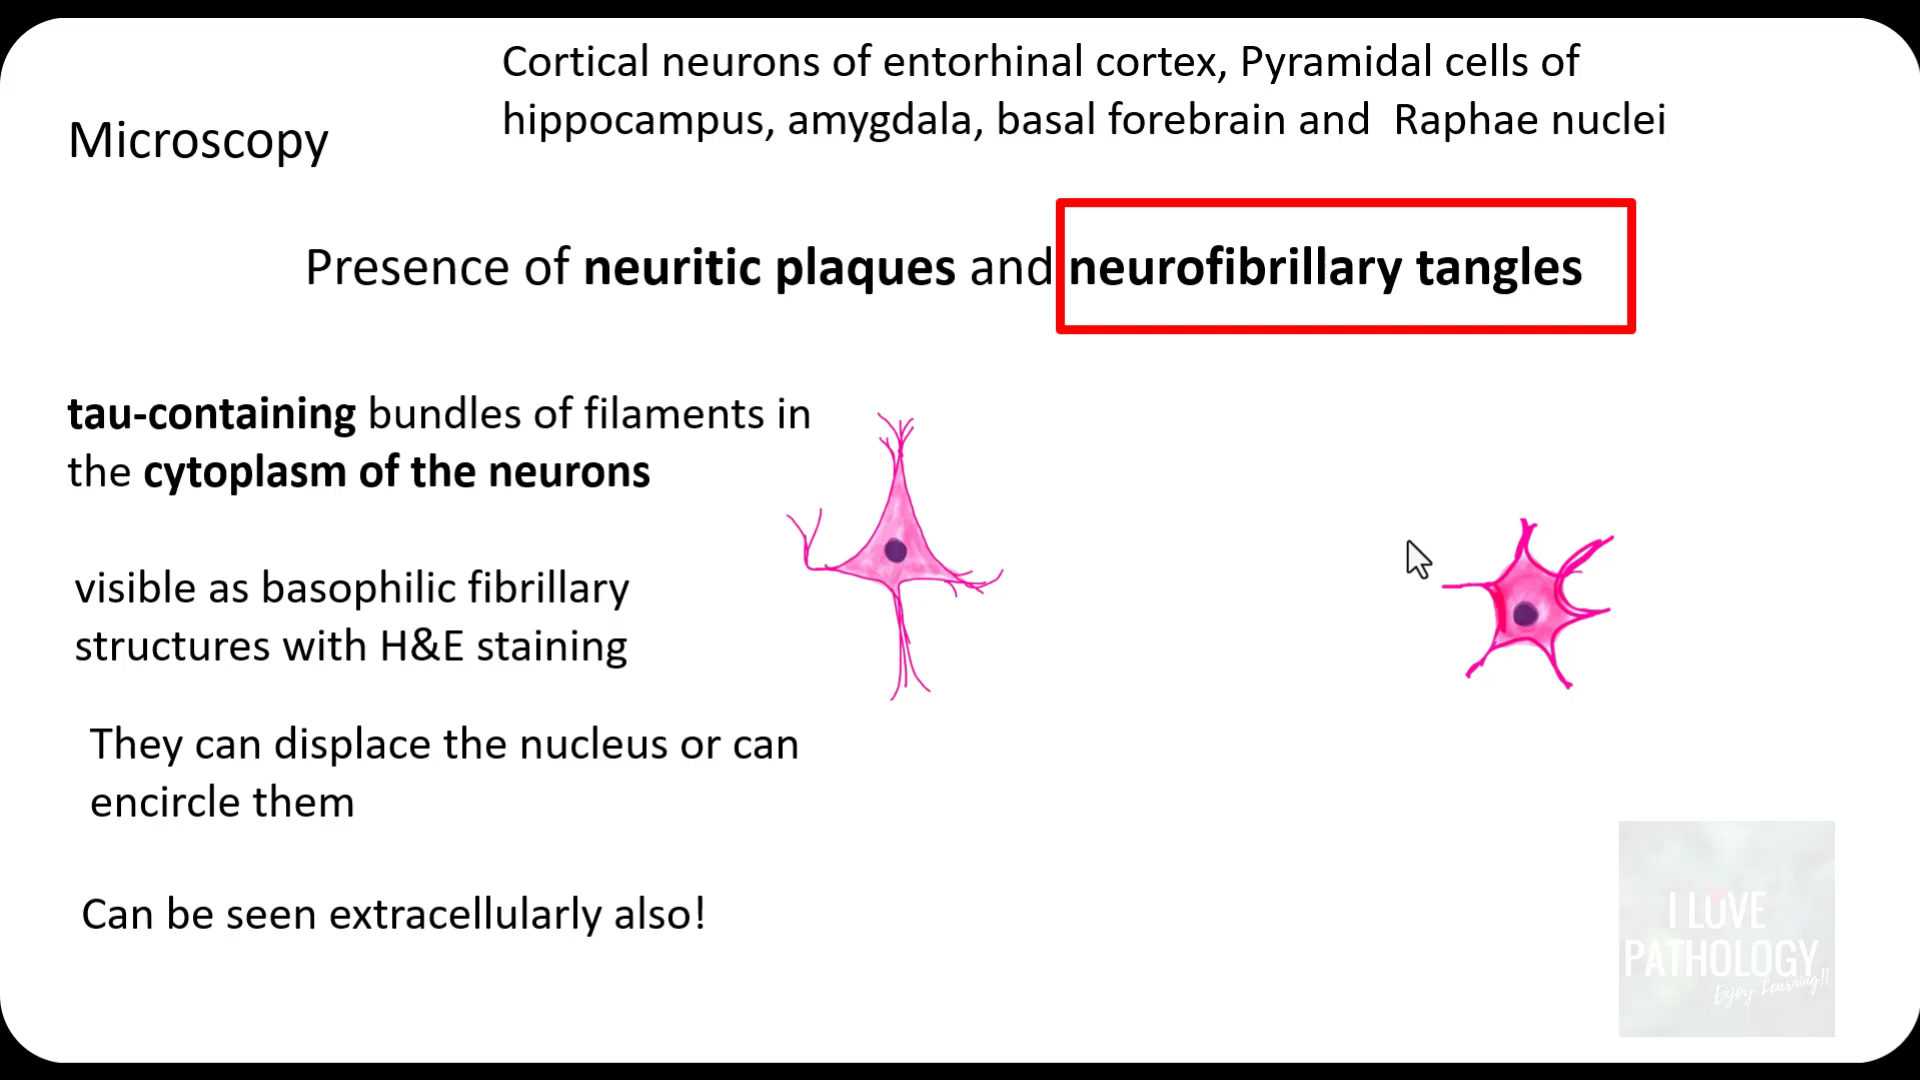 Cortical neurons of entorhinal cortex, Pyramidal cells of
hippocampus, amygdala, basal forebrain and Raphae nuclei
Microscopy
Presence of neuritic plaques and neurofibrillary tangles
tau-containing bundles of filaments in
the cytoplasm of the neurons
visible as basophilic fibrillary
structures with H&E staining
They can displace the nucleus or can
encircle them
Can be seen extracellularly also!
I LOVE
PATHOLOGY
Enjoy Learning!!